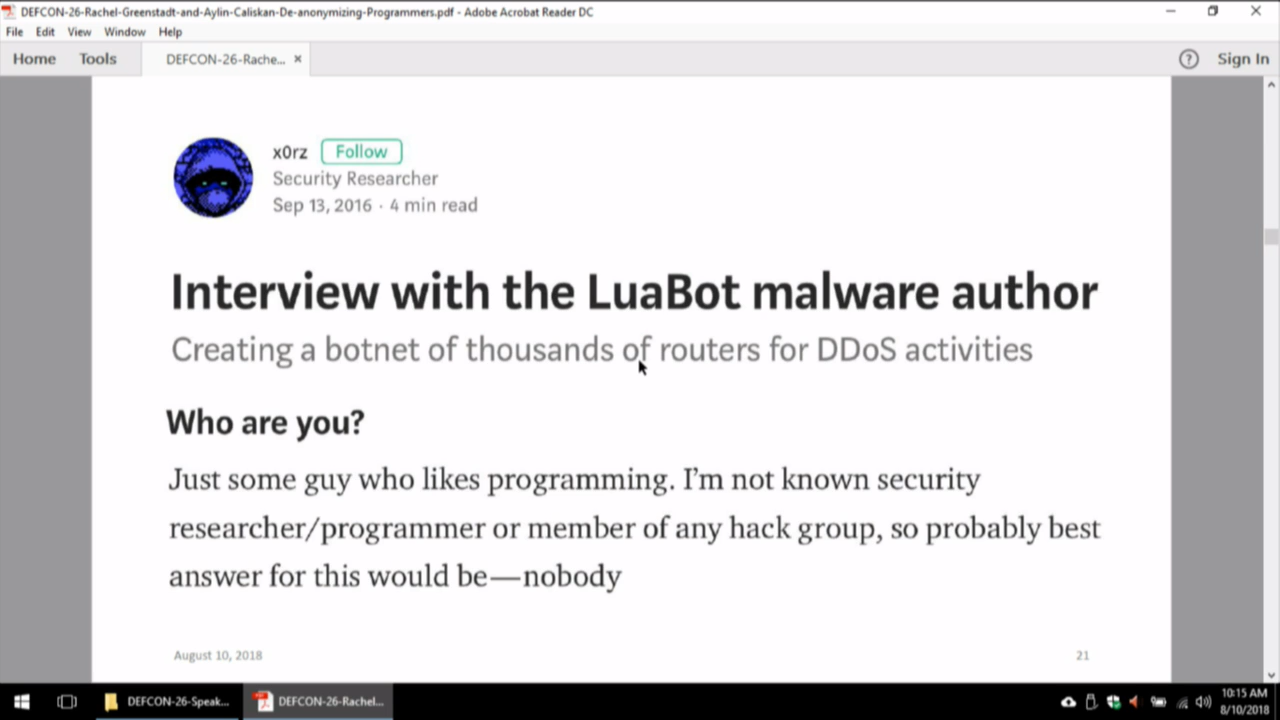 DEFCON-26-Rachel-Greenstadt-and-Aylin-Caliskan-De-anonymizing-Programmers.pdf - Adobe Acrobat Reader DC
File Edit View Window Help
Home Tools DEFCON-26-Rache... × ? Sign In
x0rz Follow
Security Researcher
Sep 13, 2016 · 4 min read
Interview with the LuaBot malware author
Creating a botnet of thousands of routers for DDoS activities
Who are you?
Just some guy who likes programming. I’m not known security
researcher/programmer or member of any hack group, so probably best
answer for this would be—nobody
August 10, 2018 21
DEFCON-26-Speak... DEFCON-26-Rachel... 10:15 AM
8/10/2018